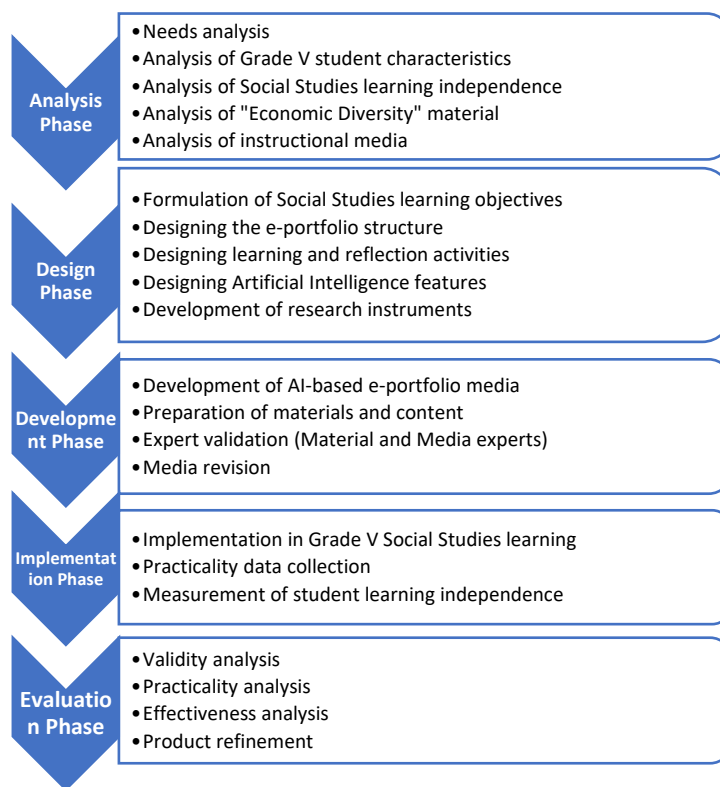 Analysis
Phase
•Needs analysis
•Analysis of Grade V student characteristics
•Analysis of Social Studies learning independence
•Analysis of "Economic Diversity" material
•Analysis of instructional media
Design
Phase
•Formulation of Social Studies learning objectives
•Designing the e-portfolio structure
•Designing learning and reflection activities
•Designing Artificial Intelligence features
•Development of research instruments
Developme
nt Phase
•Development of AI-based e-portfolio media
•Preparation of materials and content
•Expert validation (Material and Media experts)
•Media revision
Implementat
ion Phase
•Implementation in Grade V Social Studies learning
•Practicality data collection
•Measurement of student learning independence
Evaluatio
n Phase
•Validity analysis
•Practicality analysis
•Effectiveness analysis
•Product refinement